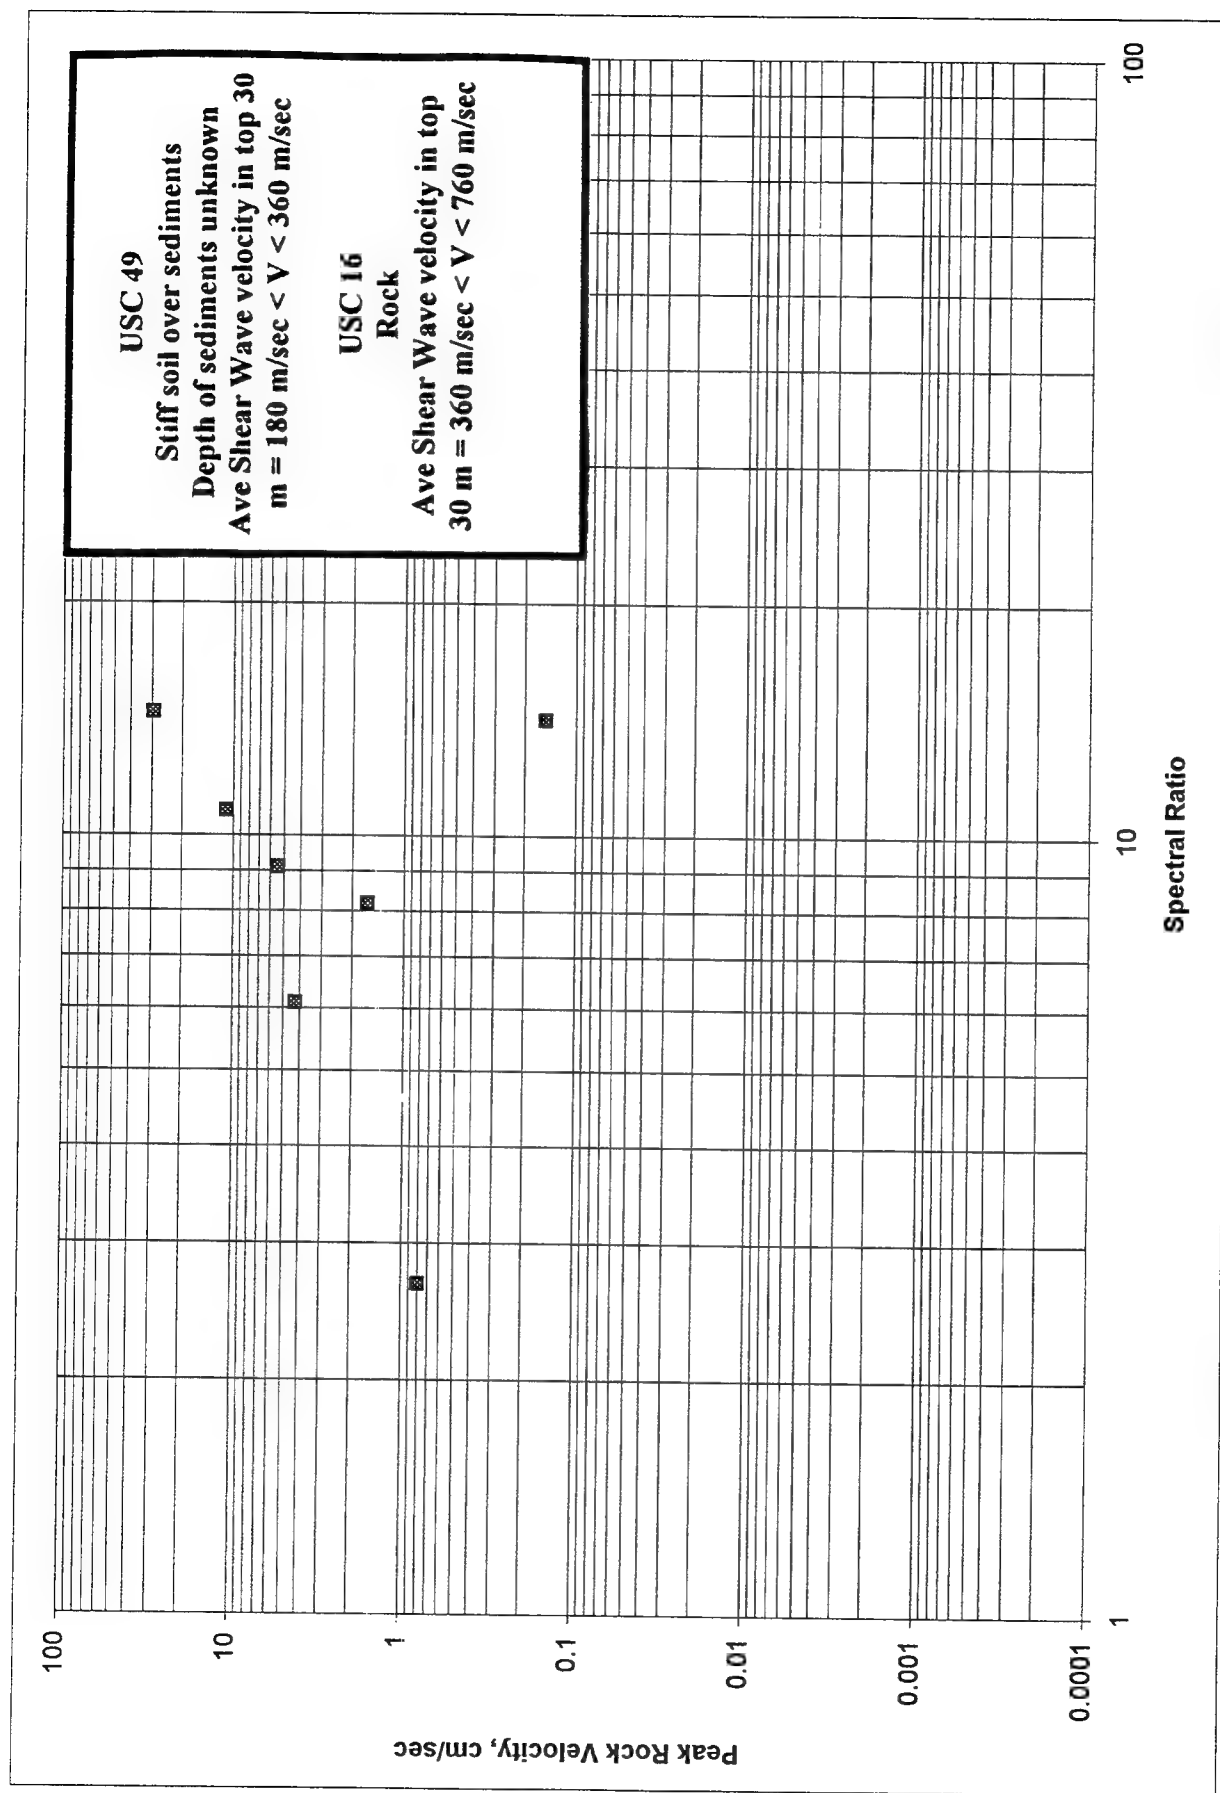 USC 49
Stiff soil over sediments
Depth of sediments unknown
Ave Shear Wave velocity in top 30
m = 180 m/sec < V < 360 m/sec
USC 16
Rock
Ave Shear Wave velocity in top
30 m = 360 m/sec < V < 760 m/sec
Peak Rock Velocity, cm/sec
100
10
1
0.1
0.01
0.001
0.0001
1
10
100
Spectral Ratio